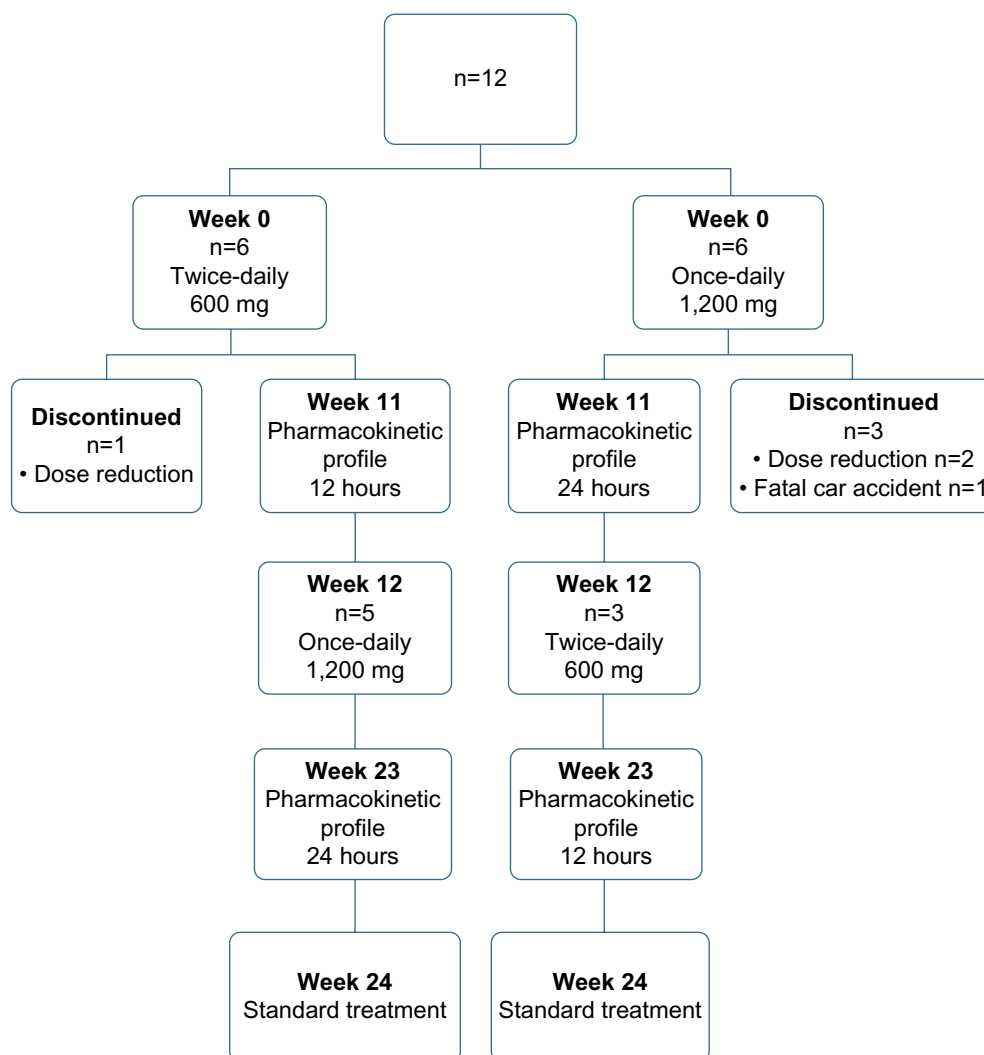 n=12
Week 0
n=6
Twice-daily
600 mg
Week 0
n=6
Once-daily
1,200 mg
Discontinued
n=1
• Dose reduction
Week 11
Pharmacokinetic
profile
12 hours
Week 11
Pharmacokinetic
profile
24 hours
Discontinued
n=3
• Dose reduction n=2
• Fatal car accident n=1
Week 12
n=5
Once-daily
1,200 mg
Week 12
n=3
Twice-daily
600 mg
Week 23
Pharmacokinetic
profile
24 hours
Week 23
Pharmacokinetic
profile
12 hours
Week 24
Standard treatment
Week 24
Standard treatment